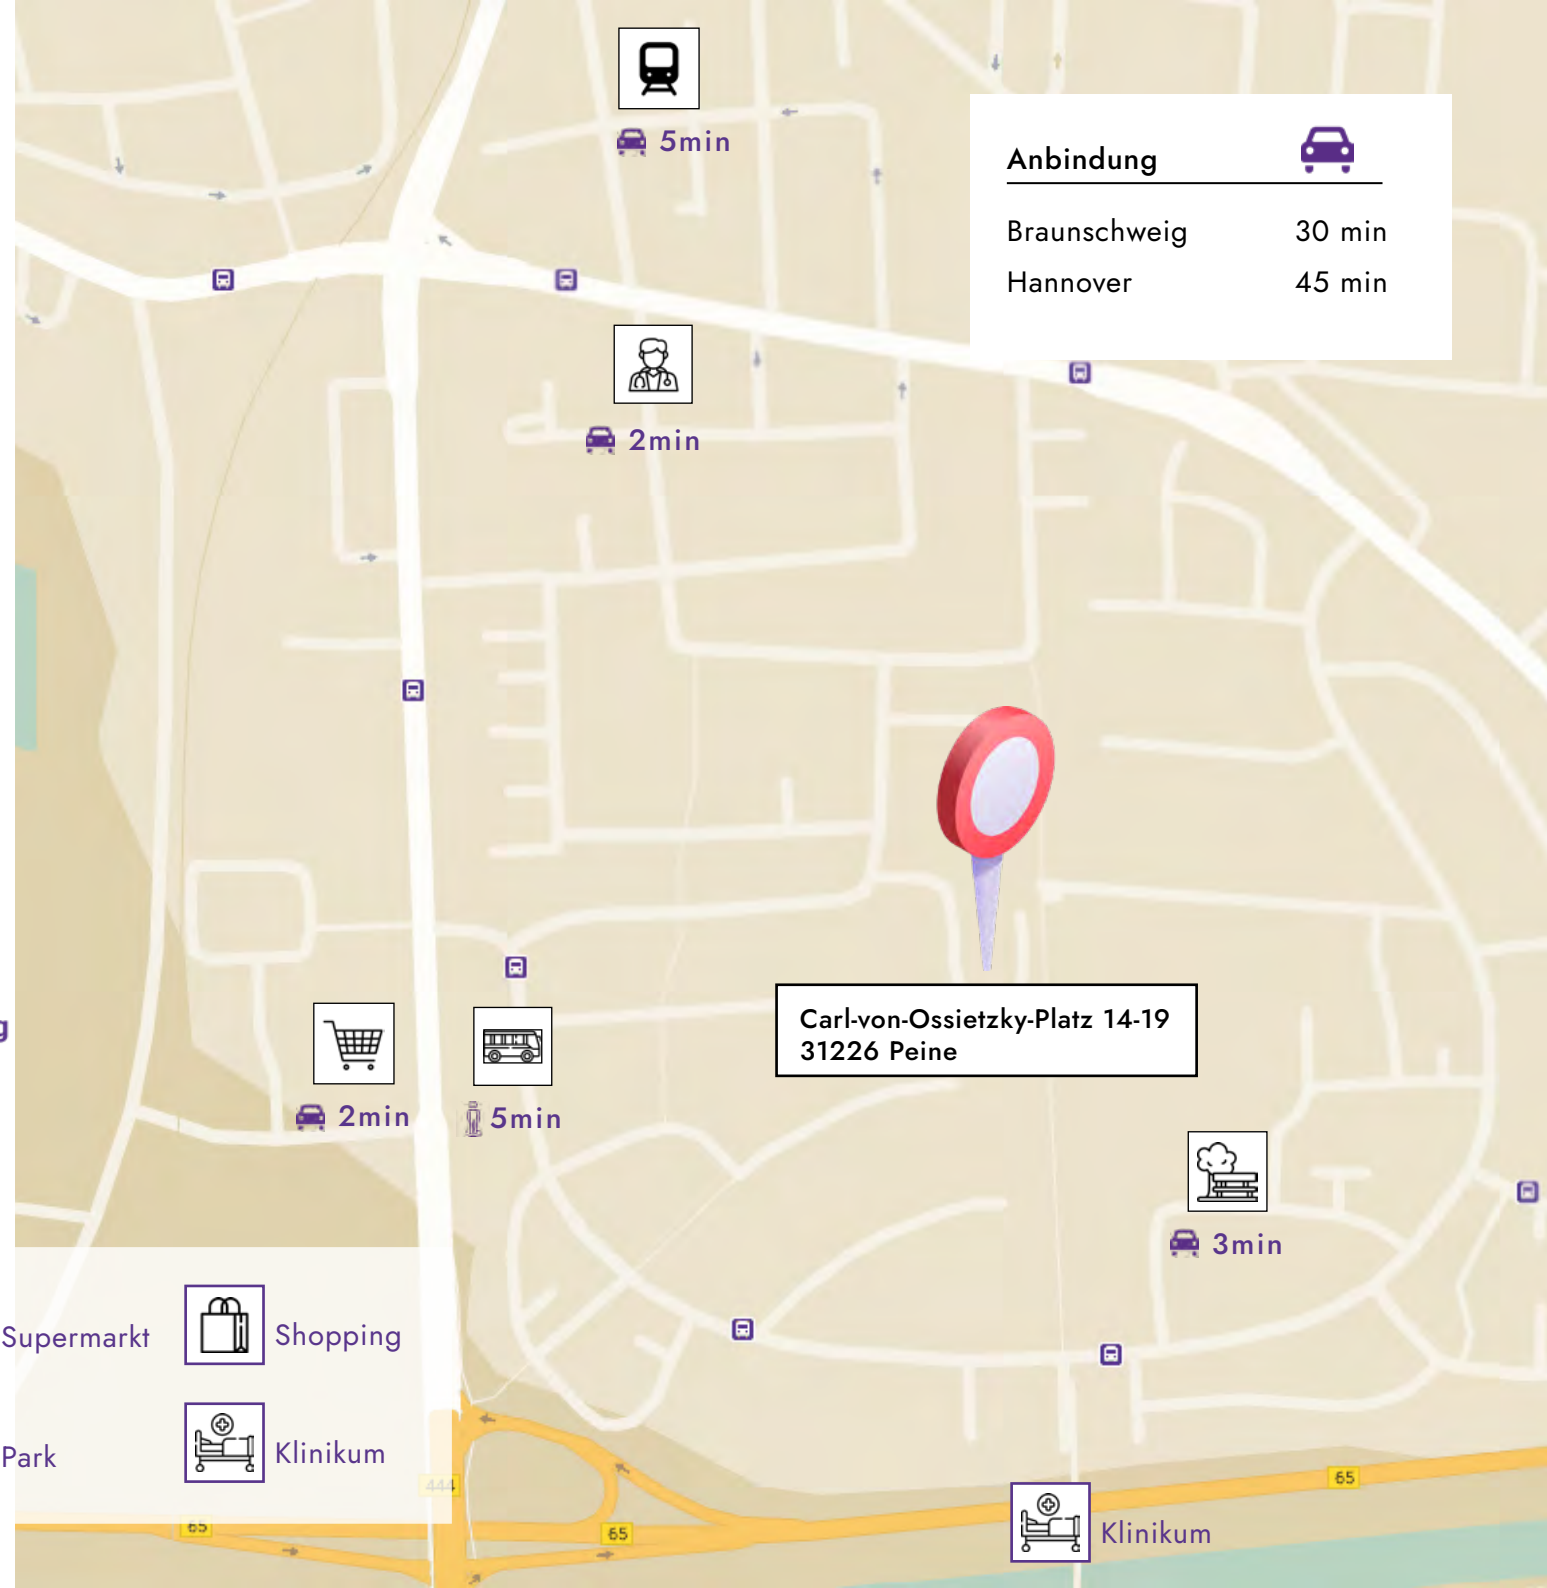 5min
Anbindung
Braunschweig 30 min
Hannover 45 min
2min
Carl-von-Ossietzky-Platz 14-19
31226 Peine
g
2min
5min
3min
Supermarkt
Shopping
Park
Klinikum
444
65
65
65
Klinikum